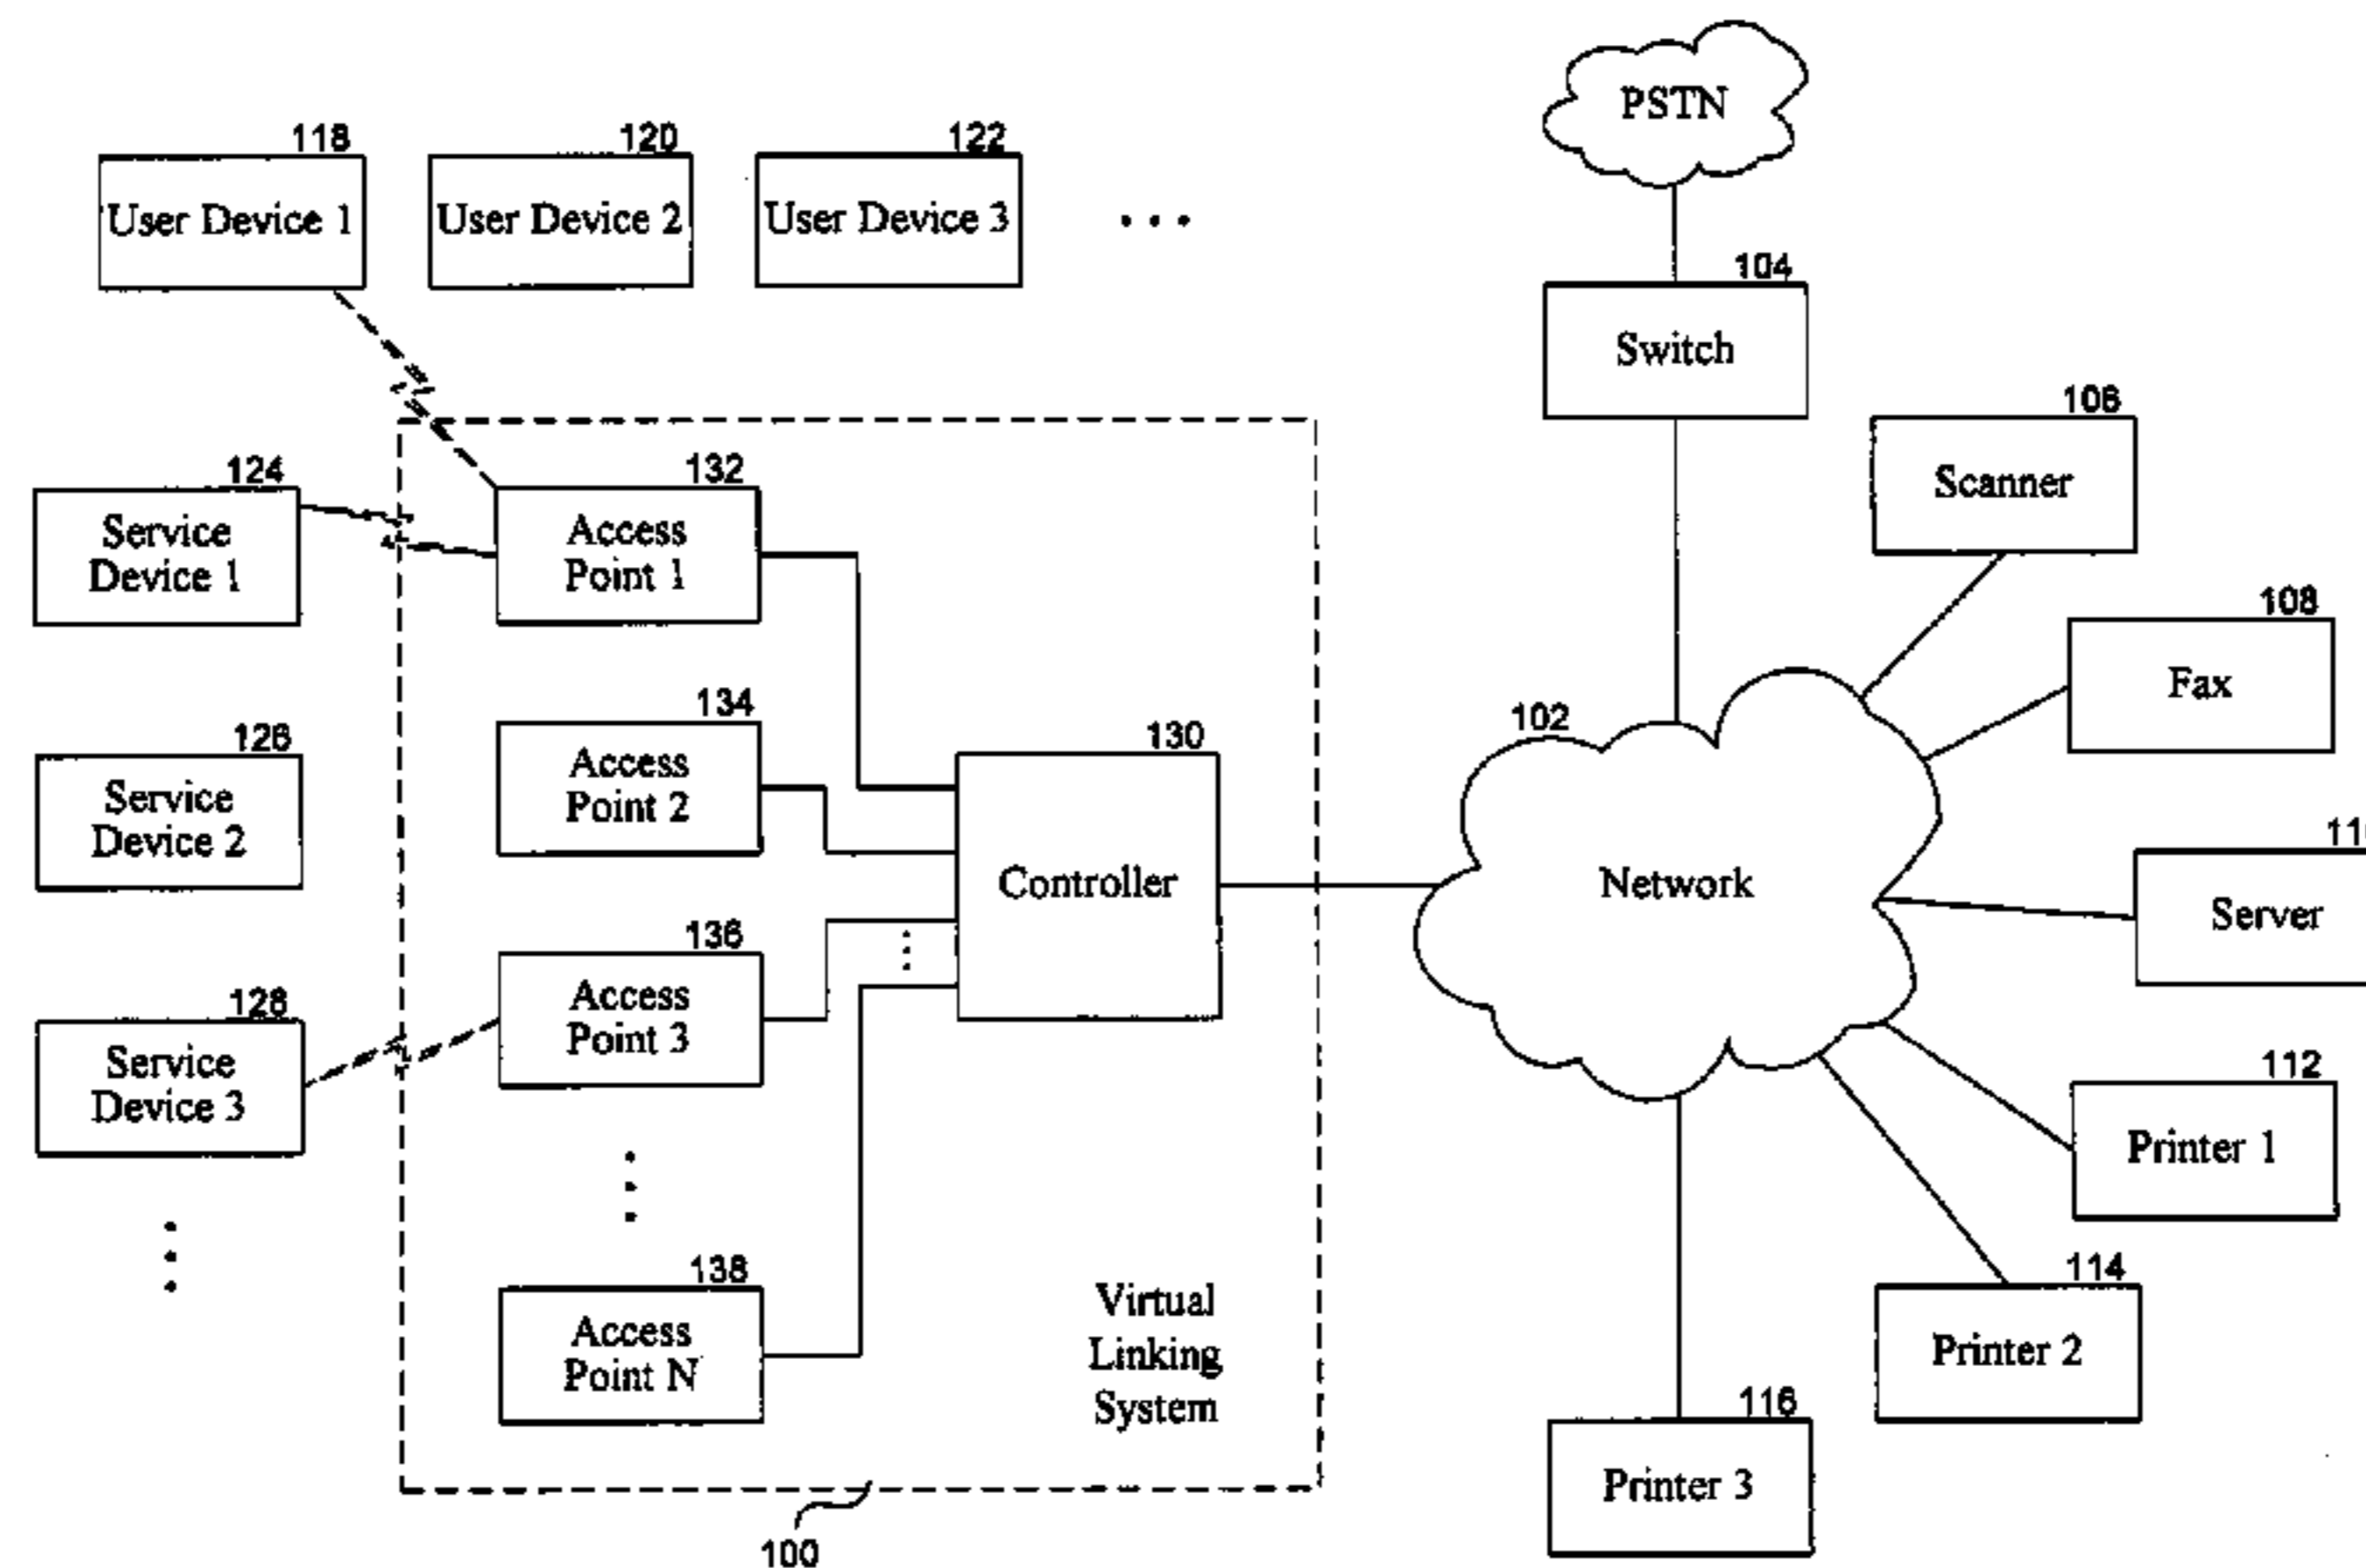 PSTN
118
120
122
User Device 1
User Device 2
User Device 3
...
104
Switch
106
Scanner
124
Service
Device 1
132
Access
Point 1
108
Fax
126
Service
Device 2
134
Access
Point 2
130
Controller
102
Network
Server
128
Service
Device 3
136
Access
Point 3
112
Printer 1
138
Access
Point N
Virtual
Linking
System
114
Printer 2
116
Printer 3
100